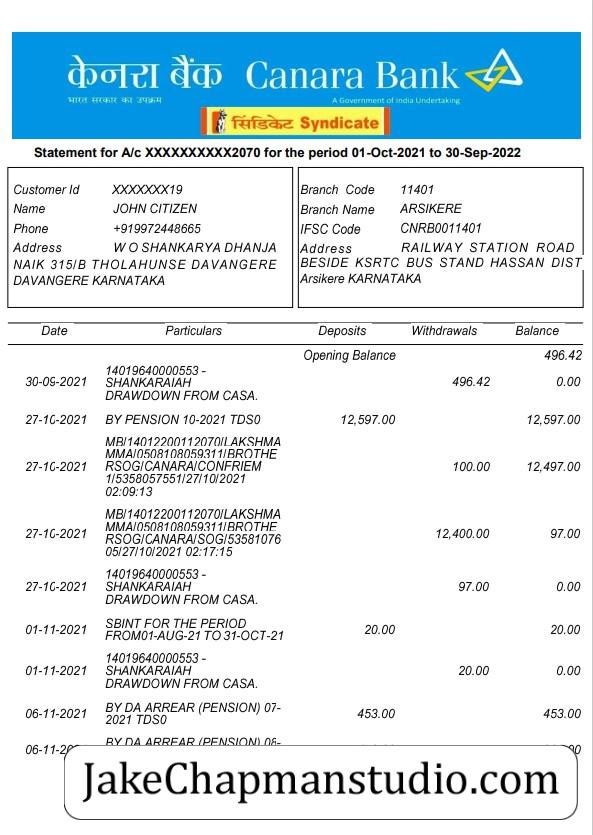 केनरा बैंक Canara Bank
भारत सरकार का उपक्रम A Government of India Undertaking
सिंडिकेट Syndicate
Statement for A/c XXXXXXXXXX2070 for the period 01-Oct-2021 to 30-Sep-2022
Customer Id XXXXXXX19
Name JOHN CITIZEN
Phone +919972448665
Address W O SHANKARYA DHANJA
NAIK 315/B THOLAHUNSE DAVANGERE
DAVANGERE KARNATAKA
Branch Code 11401
Branch Name ARSIKERE
IFSC Code CNRB0011401
Address RAILWAY STATION ROAD
BESIDE KSRTC BUS STAND HASSAN DIST
Arsikere KARNATAKA
Date Particulars Deposits Withdrawals Balance
Opening Balance 496.42
14019640000553 -
30-09-2021 SHANKARAIAH 496.42 0.00
DRAWDOWN FROM CASA.
27-10-2021 BY PENSION 10-2021 TDS0 12,597.00 12,597.00
MB/14012200112070/LAKSHMA
MMA/0508108059311/BROTHE
27-10-2021 RSOG/CANARA/CONFRIEM 100.00 12,497.00
1/5358057551/27/10/2021
02:09:13
MB/14012200112070/LAKSHMA
MMA/0508108059311/BROTHE
27-10-2021 RSOG/CANARA/SOG/53581076 12,400.00 97.00
05/27/10/2021 02:17:15
14019640000553 -
27-10-2021 SHANKARAIAH 97.00 0.00
DRAWDOWN FROM CASA.
01-11-2021 SBINT FOR THE PERIOD 20.00 20.00
FROM01-AUG-21 TO 31-OCT-21
14019640000553 -
01-11-2021 SHANKARAIAH 20.00 0.00
DRAWDOWN FROM CASA.
06-11-2021 BY DA ARREAR (PENSION) 07- 453.00 453.00
2021 TDS0
BY DA ARREAR (PENSION)
JakeChapmanstudio.com